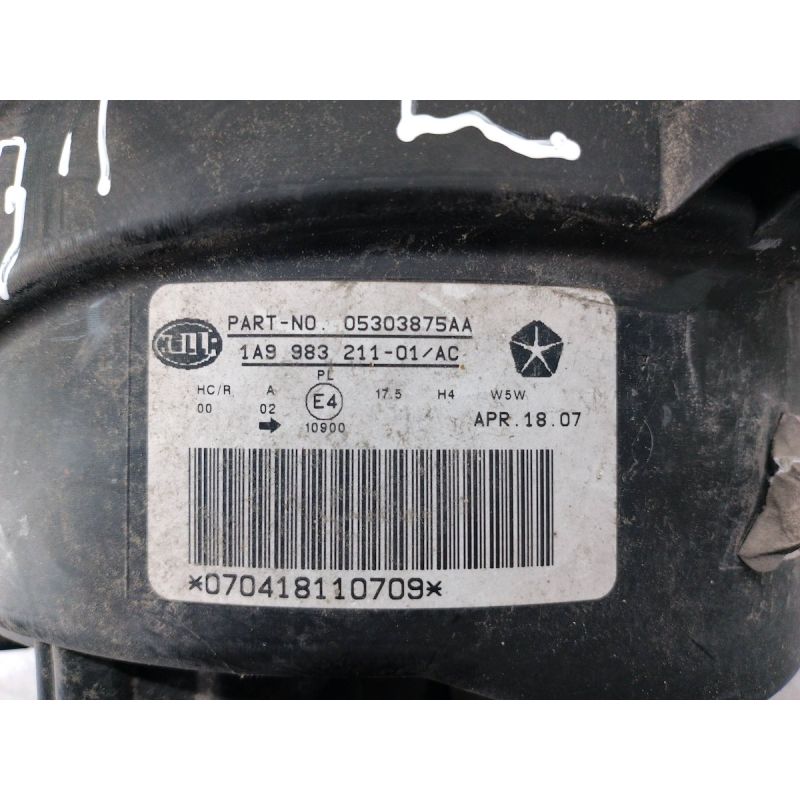 L
HELLA
PART-NO. 05303875AA
1A9 983 211-01/AC
PL
HC/R A E4 17.5 H4 W5W
00 02 10900 APR.18.07
*070418110709*